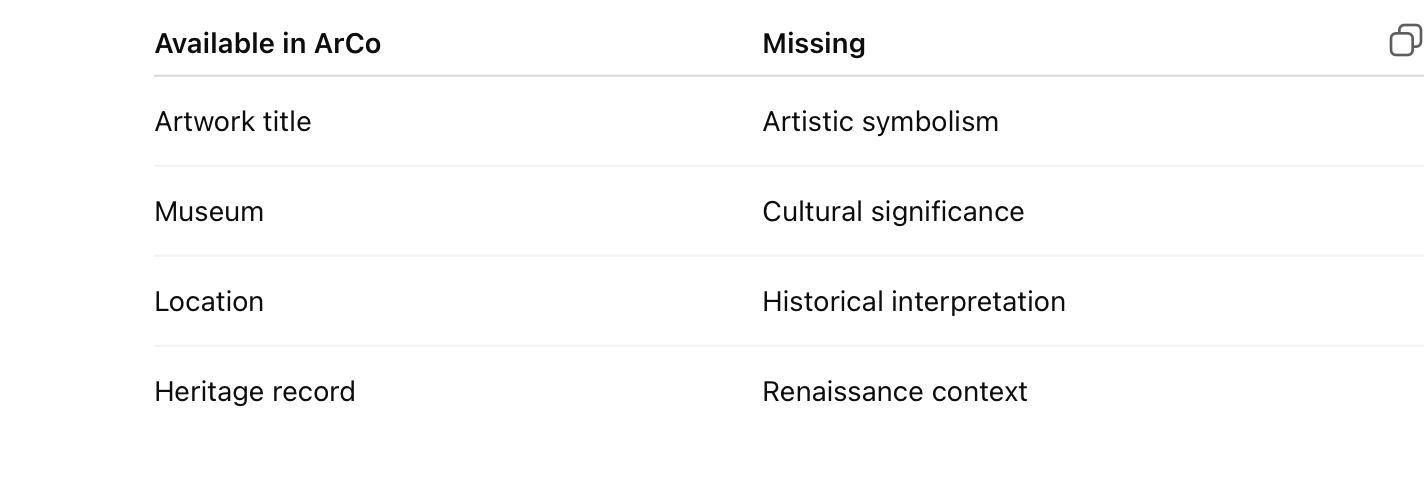 Available in ArCo Missing
Artwork title Artistic symbolism
Museum Cultural significance
Location Historical interpretation
Heritage record Renaissance context